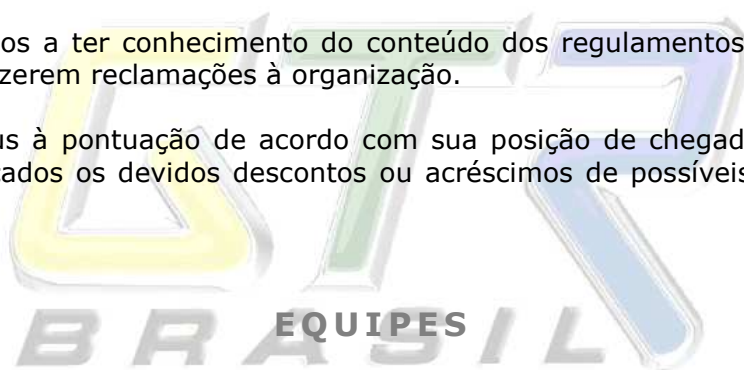 os a ter conhecimento do conteúdo dos regulamentos
zerem reclamações à organização.
us à pontuação de acordo com sua posição de chegad
ados os devidos descontos ou acréscimos de possíveis
GTR
EQUIPES
BRASIL